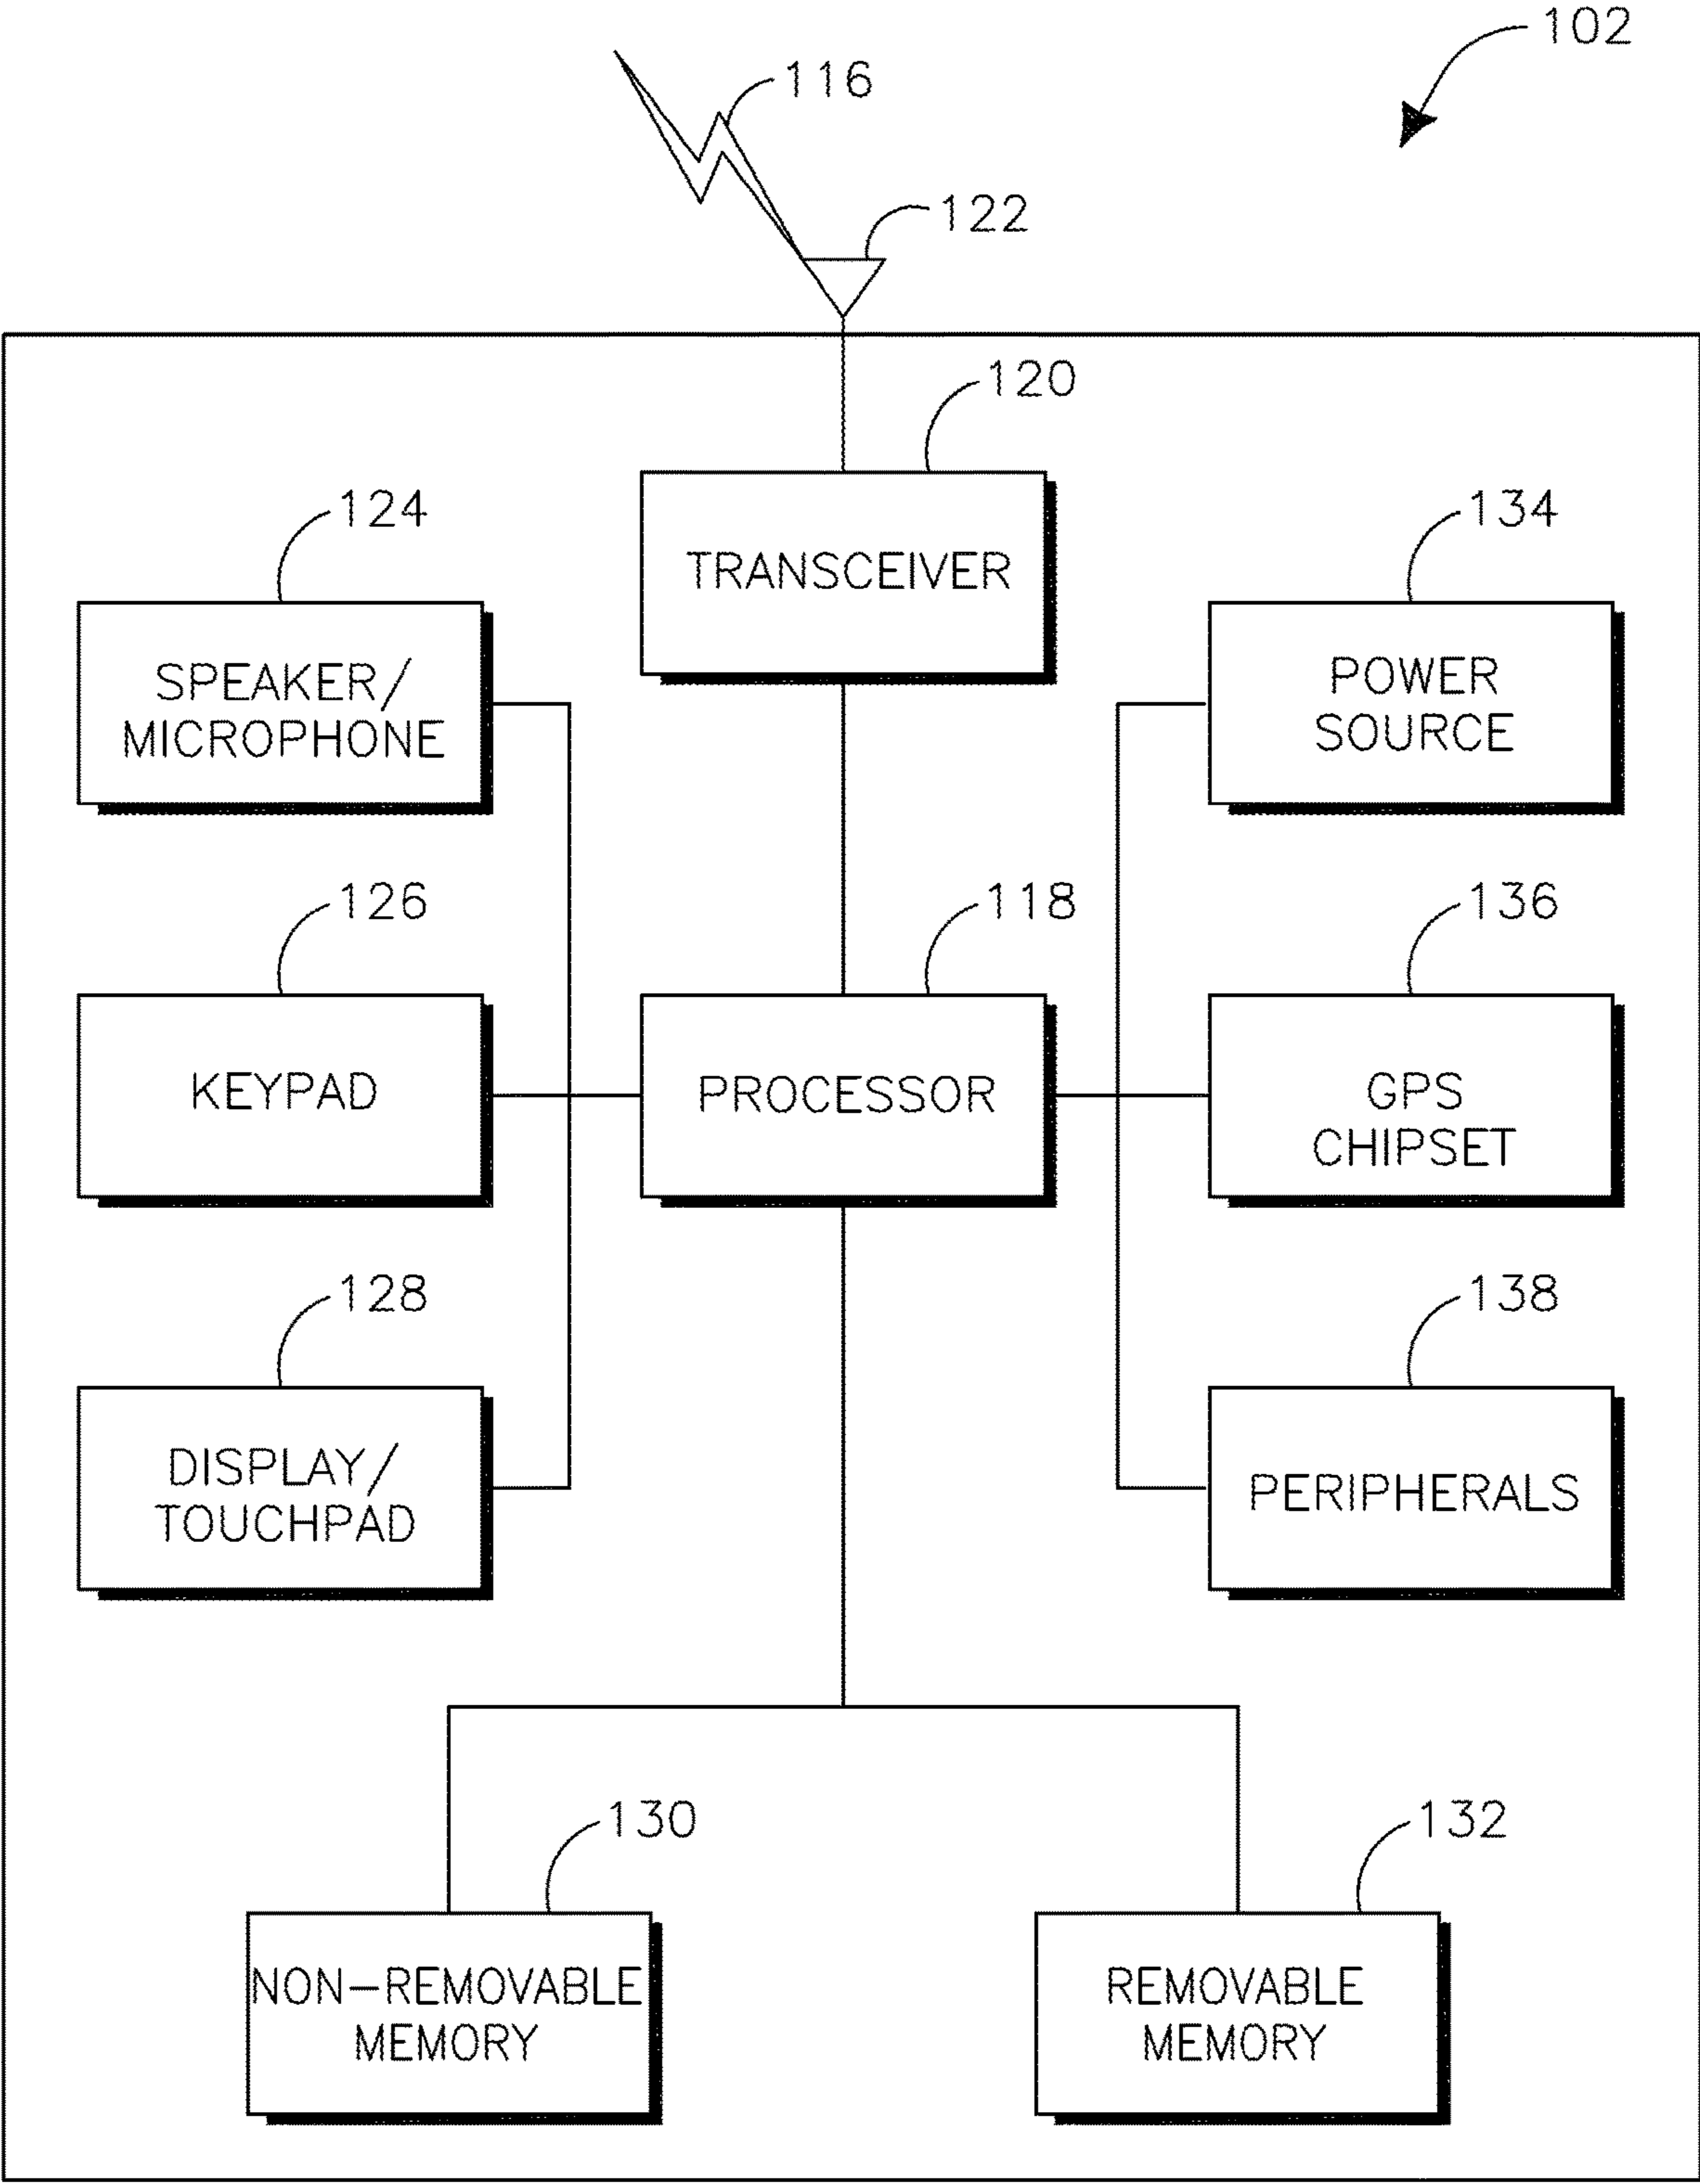 102
116
122
120
TRANSCEIVER
124
SPEAKER/
MICROPHONE
134
POWER
SOURCE
126
KEYPAD
118
PROCESSOR
136
GPS
CHIPSET
128
DISPLAY/
TOUCHPAD
138
PERIPHERALS
130
NON-REMOVABLE
MEMORY
132
REMOVABLE
MEMORY